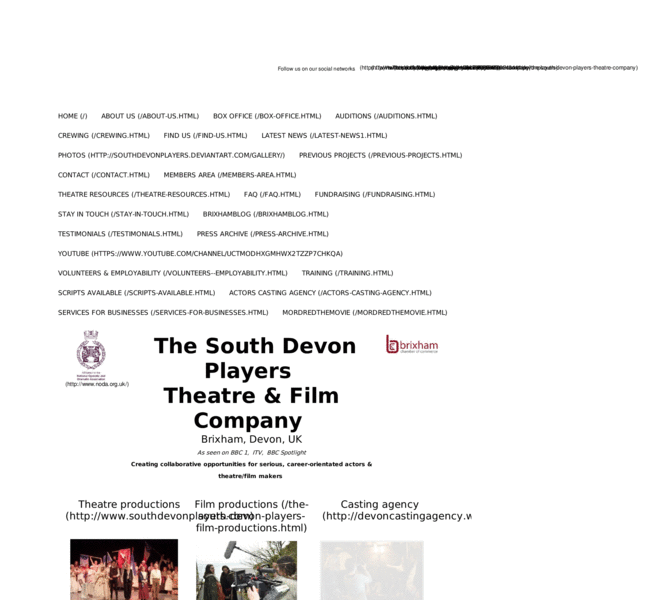 Follow us on our social networks
devon-players-theatre-company)
HOME (/) ABOUT US (/ABOUT-US.HTML) BOX OFFICE (/BOX-OFFICE.HTML) AUDITIONS (/AUDITIONS.HTML)
CREWING (/CREWING.HTML) FIND US (/FIND-US.HTML) LATEST NEWS (/LATEST-NEWS1.HTML)
PHOTOS (HTTP://SOUTHDEVONPLAYERS.DEVIANTART.COM/GALLERY/) PREVIOUS PROJECTS (/PREVIOUS-PROJECTS.HTML)
CONTACT (/CONTACT.HTML) MEMBERS AREA (/MEMBERS-AREA.HTML)
THEATRE RESOURCES (/THEATRE-RESOURCES.HTML) FAQ (/FAQ.HTML) FUNDRAISING (/FUNDRAISING.HTML)
STAY IN TOUCH (/STAY-IN-TOUCH.HTML) BRIXHAMBLOG (/BRIXHAMBLOG.HTML)
TESTIMONIALS (/TESTIMONIALS.HTML) PRESS ARCHIVE (/PRESS-ARCHIVE.HTML)
YOUTUBE (HTTPS://WWW.YOUTUBE.COM/CHANNEL/UCTMODHXGMHWX2TZZP7CHKQA)
VOLUNTEERS & EMPLOYABILITY (/VOLUNTEERS--EMPLOYABILITY.HTML) TRAINING (/TRAINING.HTML)
SCRIPTS AVAILABLE (/SCRIPTS-AVAILABLE.HTML) ACTORS CASTING AGENCY (/ACTORS-CASTING-AGENCY.HTML)
SERVICES FOR BUSINESSES (/SERVICES-FOR-BUSINESSES.HTML) MORDREDTHEMOVIE (/MORDREDTHEMOVIE.HTML)
(http://www.noda.org.uk/)
The South Devon
Players
Theatre & Film
Company
brixham
Brixham, Devon, UK
As seen on BBC 1, ITV, BBC Spotlight
Creating collaborative opportunities for serious, career-orientated actors &
theatre/film makers
Theatre productions
(http://www.southdevonplayers.com)
Film productions (/the-
south-devon-players-
film-productions.html)
Casting agency
(http://devoncastingagency.w